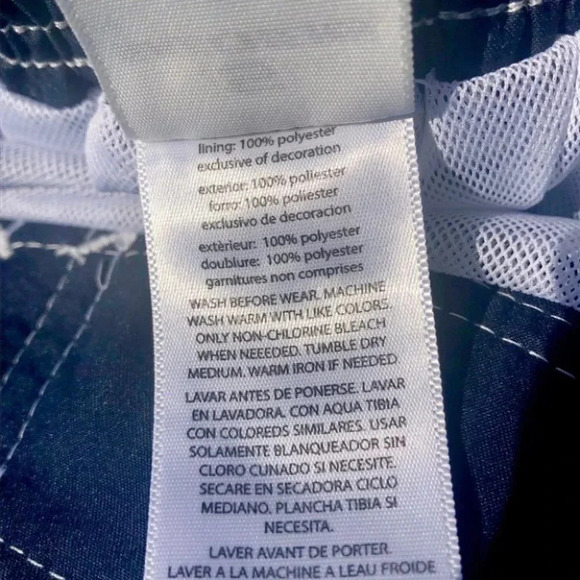 lining: 100% polyester
exclusive of decoration
exterior: 100% poliester
forro: 100% poliester
exclusivo de decoracion
extèrieur: 100% polyester
doublure: 100% polyester
garnitures non comprises
WASH BEFORE WEAR. MACHINE
WASH WARM WITH LIKE COLORS.
ONLY NON-CHLORINE BLEACH
WHEN NEEEDED. TUMBLE DRY
MEDIUM. WARM IRON IF NEEDED.
LAVAR ANTES DE PONERSE. LAVAR
EN LAVADORA. CON AQUA TIBIA
CON COLOREDS SIMILARES. USAR
SOLAMENTE BLANQUEADOR SIN
CLORO CUNADO SI NECESITE.
SECARE EN SECADORA CICLO
MEDIANO. PLANCHA TIBIA SI
NECESITA.
LAVER AVANT DE PORTER.
LAVER A LA MACHINE A LEAU FROIDE